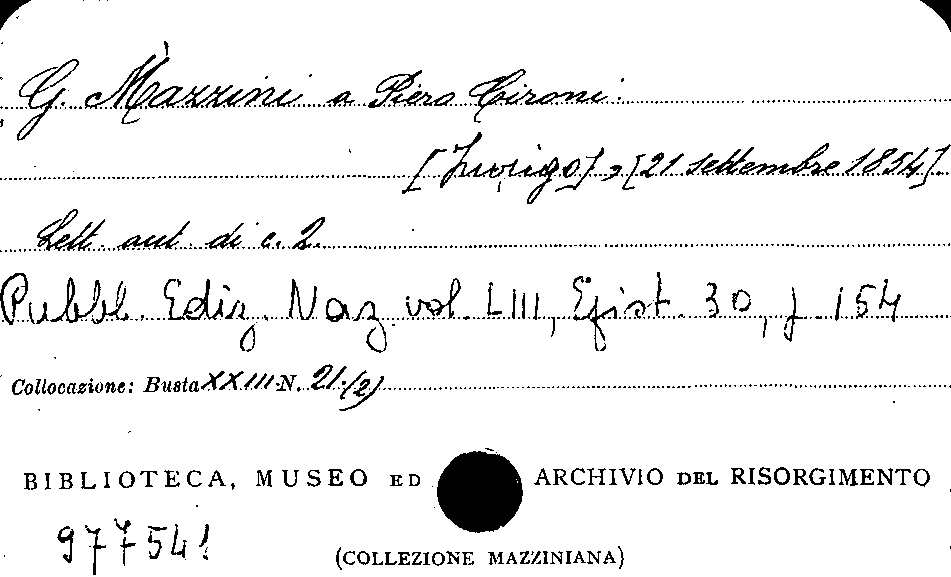 G. Mazzini a Piero Cironi.
[Zurigo], [21 settembre 1854].
Lett. aut. di c. 2.
Pubbl. Ediz. Naz. vol. LIII, Epist. 30, p. 154
Collocazione: Busta XXIII N. 21/(2)
BIBLIOTECA, MUSEO ED ARCHIVIO DEL RISORGIMENTO
977541
(COLLEZIONE MAZZINIANA)